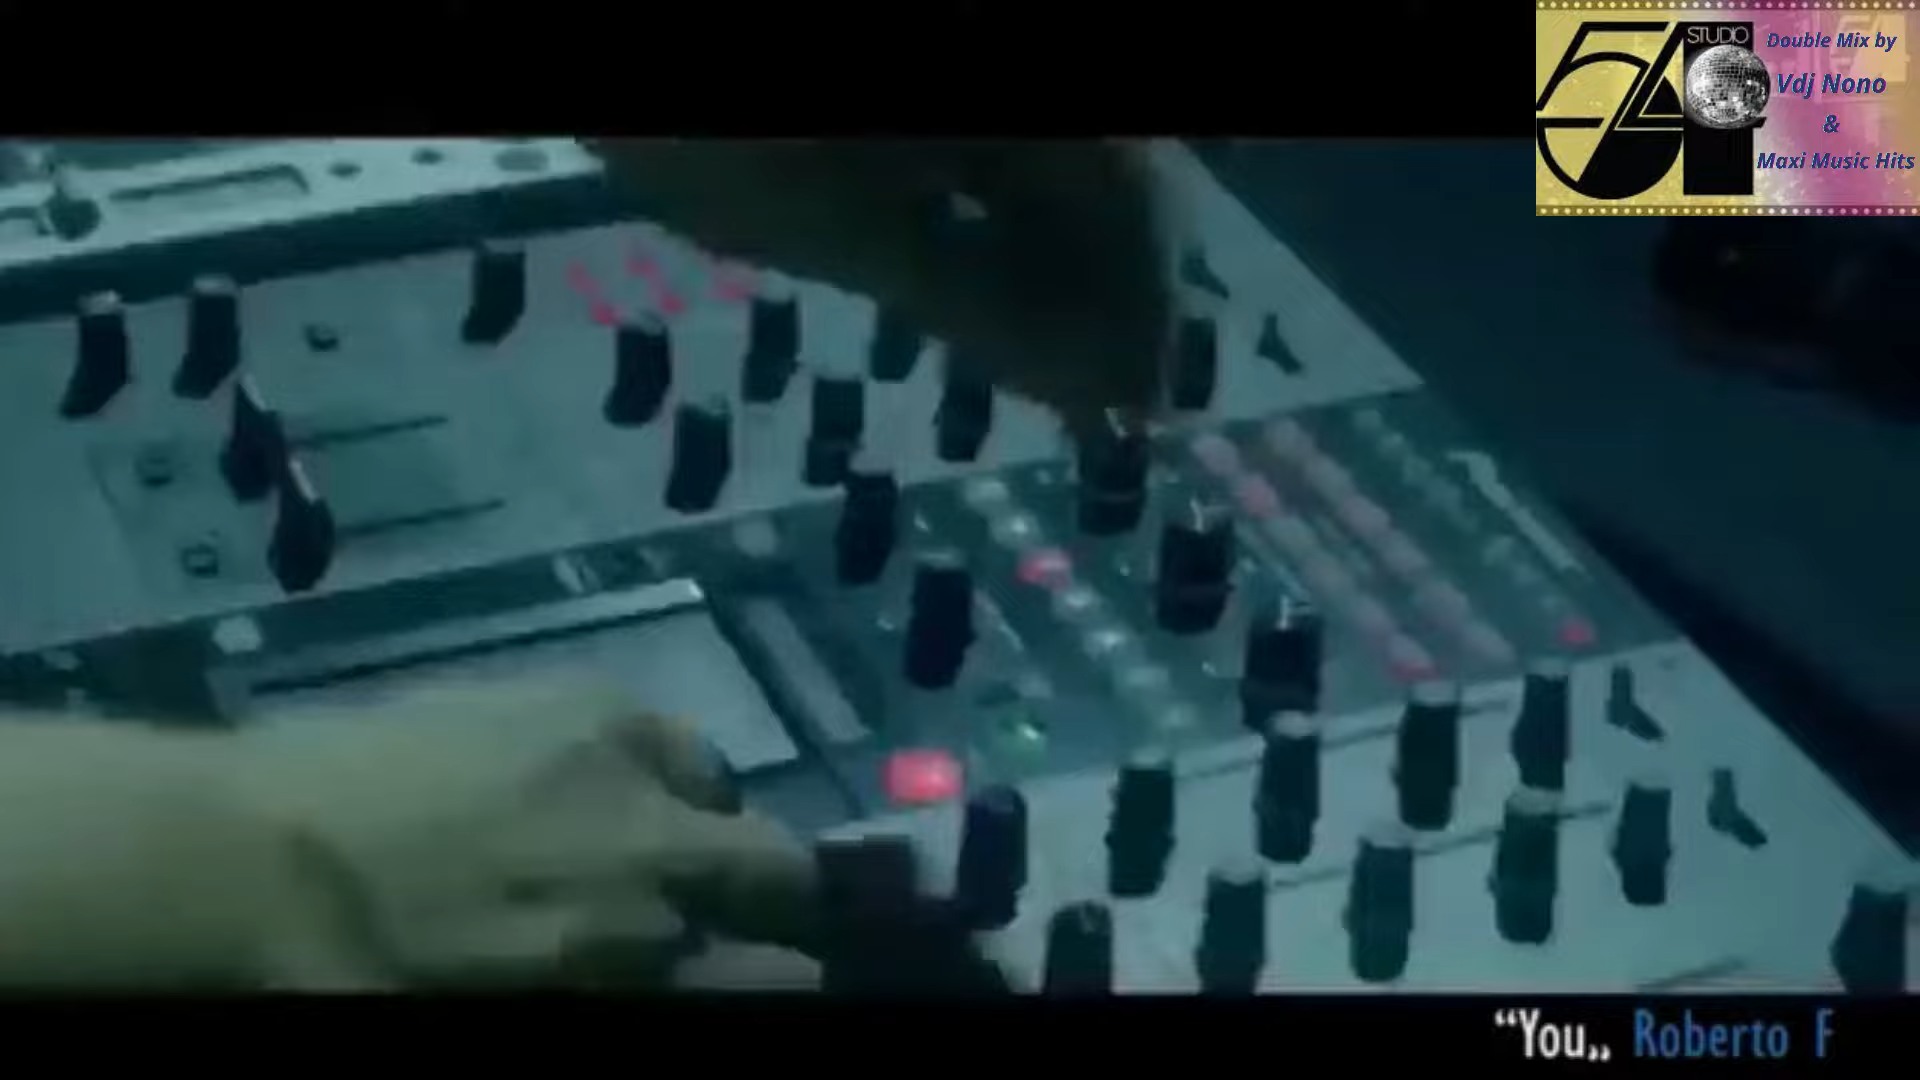 54
STUDIO
Double Mix by
Vdj Nono
&
Maxi Music Hits
“You„ Roberto F